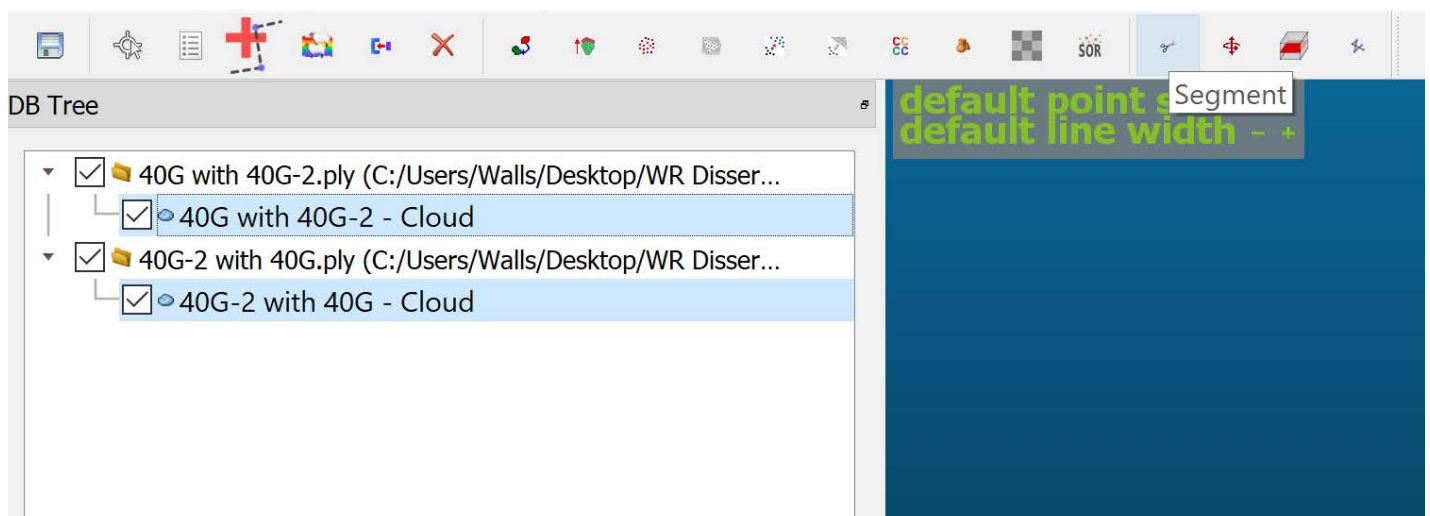 CC
CC
SOR
Segment
DB Tree
default point s
default line width - +
40G with 40G-2.ply (C:/Users/Walls/Desktop/WR Disser...
40G with 40G-2 - Cloud
40G-2 with 40G.ply (C:/Users/Walls/Desktop/WR Disser...
40G-2 with 40G - Cloud